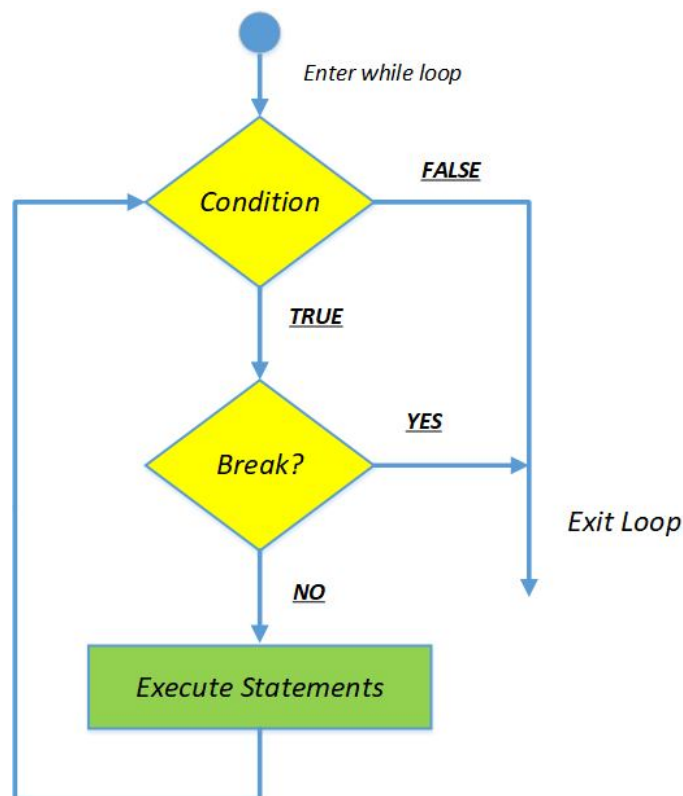 Enter while loop
Condition
FALSE
TRUE
Break?
YES
Exit Loop
NO
Execute Statements